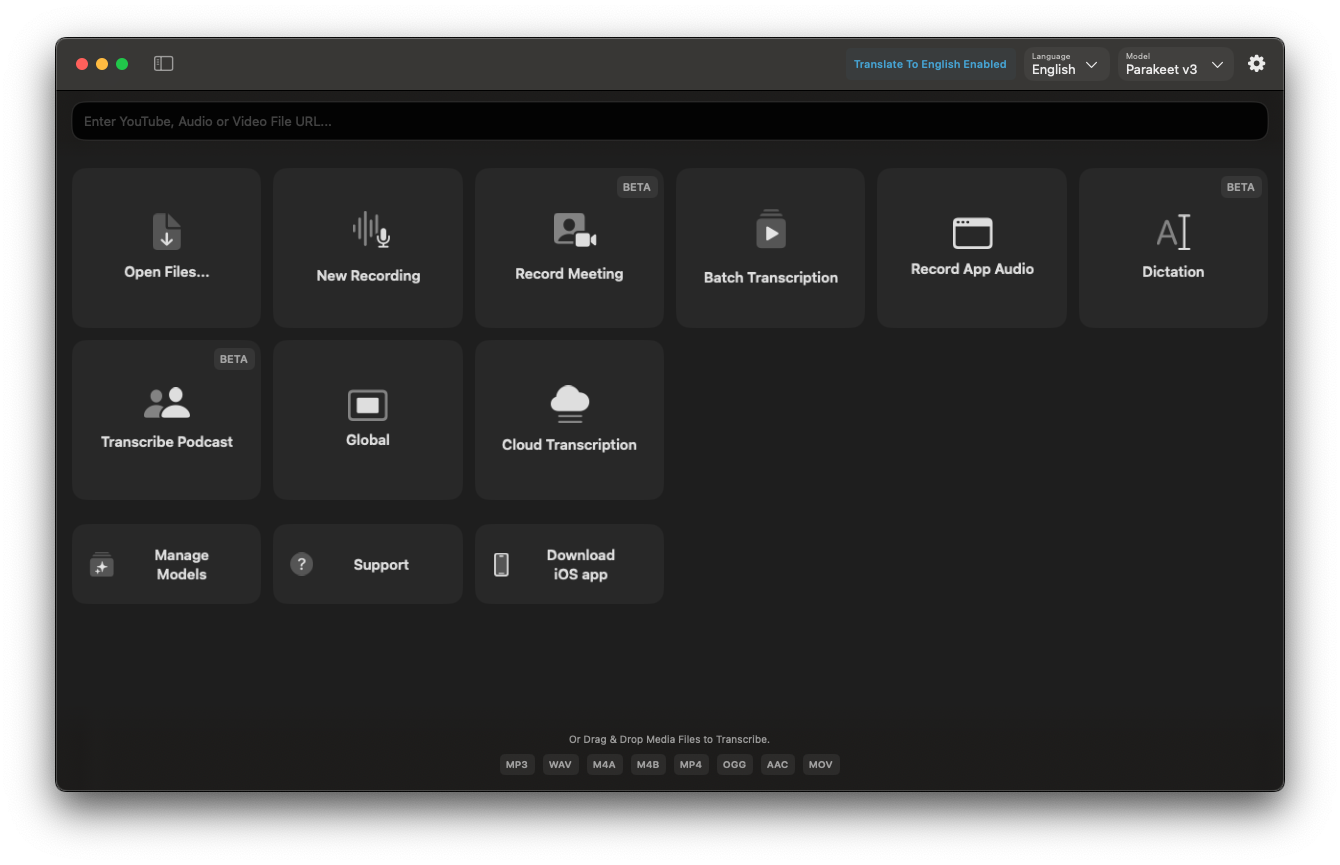 Translate To English Enabled
Language
English
Model
Parakeet v3
Enter YouTube, Audio or Video File URL...
Open Files...
New Recording
BETA
Record Meeting
Batch Transcription
Record App Audio
BETA
Dictation
BETA
Transcribe Podcast
Global
Cloud Transcription
Manage
Models
?
Support
Download
iOS app
Or Drag & Drop Media Files to Transcribe.
MP3 WAV M4A M4B MP4 OGG AAC MOV